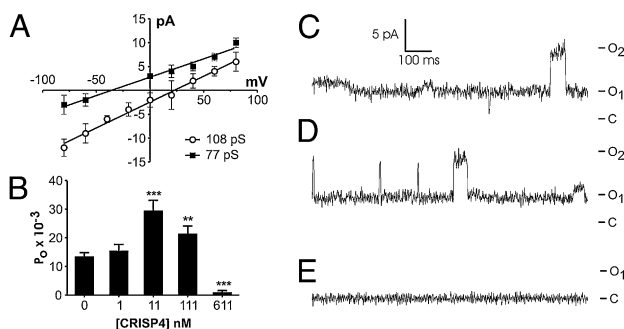 A
pA
15
10
5
-100 -50 50 100
mV
-5
-10
-15
108 pS
77 pS
B
Po x 10-3
40
30
20
10
0
***
**
***
0 1 11 111 611
[CRISP4] nM
C
5 pA
100 ms
O2
O1
C
D
O2
O1
C
E
O1
C